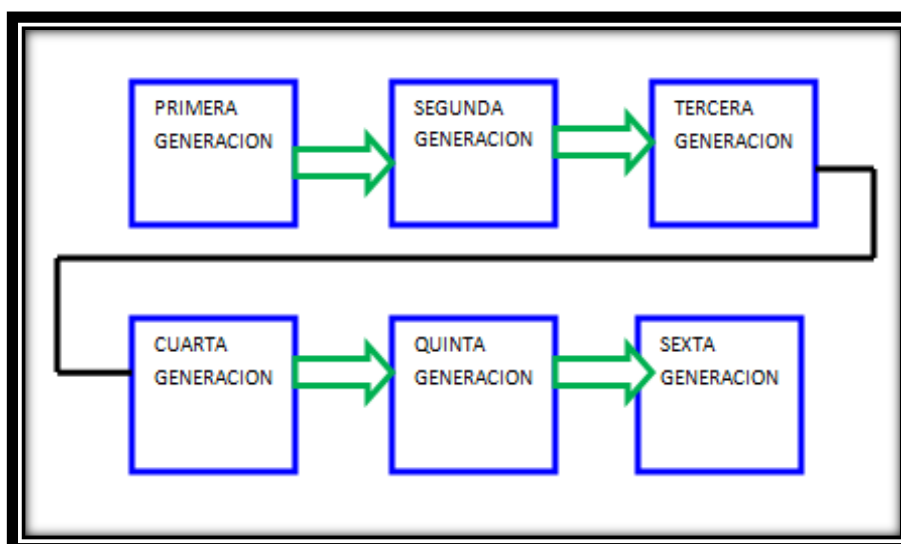 PRIMERA
GENERACION
SEGUNDA
GENERACION
TERCERA
GENERACION
CUARTA
GENERACION
QUINTA
GENERACION
SEXTA
GENERACION